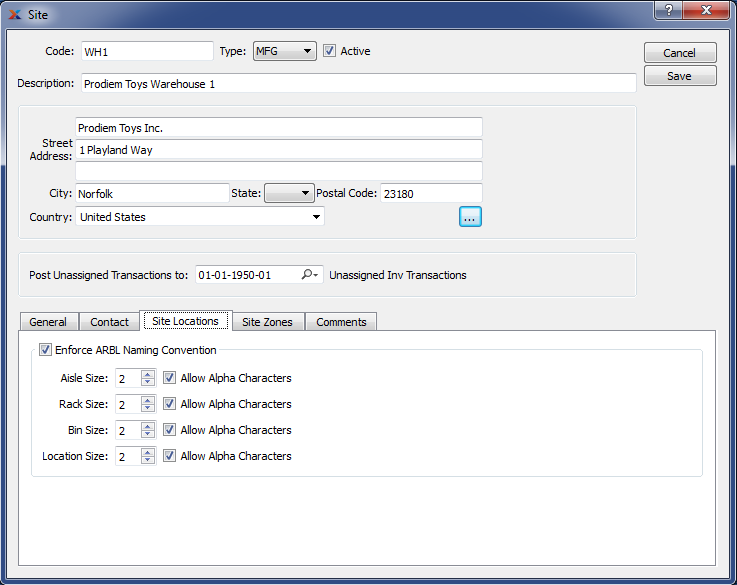 Site
Code: WH1 Type: MFG Active
Cancel
Save
Description: Prodiem Toys Warehouse 1
Prodiem Toys Inc.
Street
Address: 1 Playland Way
City: Norfolk State: Postal Code: 23180
Country: United States ...
Post Unassigned Transactions to: 01-01-1950-01 Unassigned Inv Transactions
General Contact Site Locations Site Zones Comments
Enforce ARBL Naming Convention
Aisle Size: 2 Allow Alpha Characters
Rack Size: 2 Allow Alpha Characters
Bin Size: 2 Allow Alpha Characters
Location Size: 2 Allow Alpha Characters